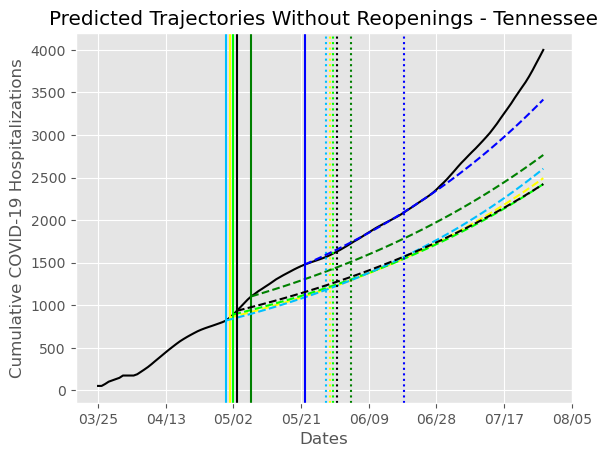 Predicted Trajectories Without Reopenings - Tennessee
Cumulative COVID-19 Hospitalizations
4000
3500
3000
2500
2000
1500
1000
500
0
03/25 04/13 05/02 05/21 06/09 06/28 07/17 08/05
Dates